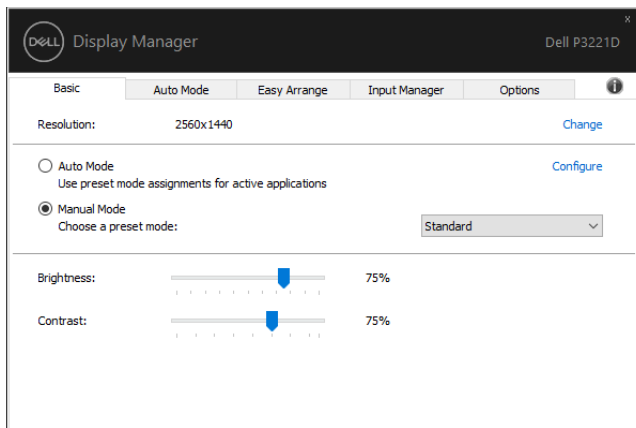 x
DELL Display Manager Dell P3221D
Basic Auto Mode Easy Arrange Input Manager Options i
Resolution: 2560x1440 Change
Auto Mode Configure
Use preset mode assignments for active applications
Manual Mode
Choose a preset mode: Standard
Brightness: 75%
Contrast: 75%